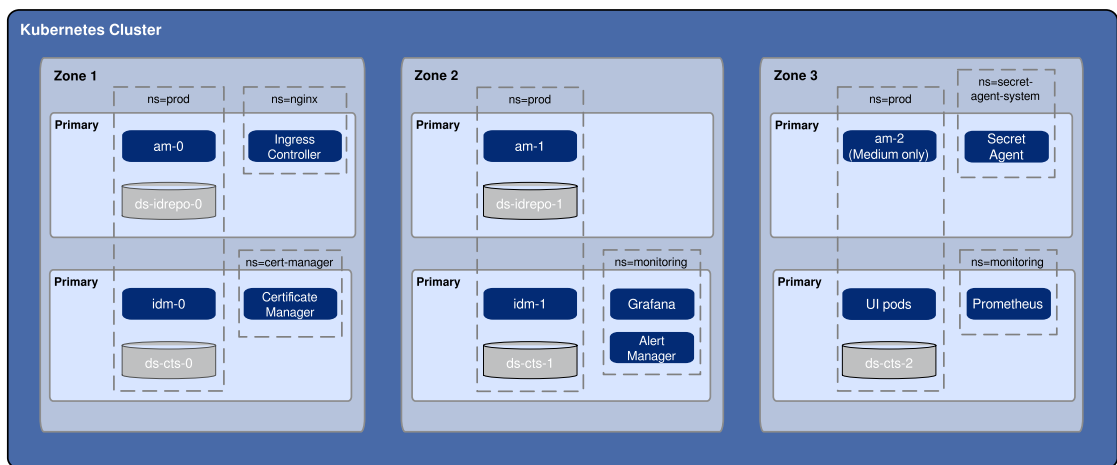 Kubernetes Cluster
Zone 1
ns=prod
ns=nginx
Primary
am-0
Ingress
Controller
ds-idrepo-0
ns=cert-manager
Primary
idm-0
Certificate
Manager
ds-cts-0
Zone 2
ns=prod
Primary
am-1
ds-idrepo-1
ns=monitoring
Primary
idm-1
Grafana
Alert
Manager
ds-cts-1
Zone 3
ns=prod
ns=secret-
agent-system
Primary
am-2
(Medium only)
Secret
Agent
ns=monitoring
Primary
UI pods
Prometheus
ds-cts-2